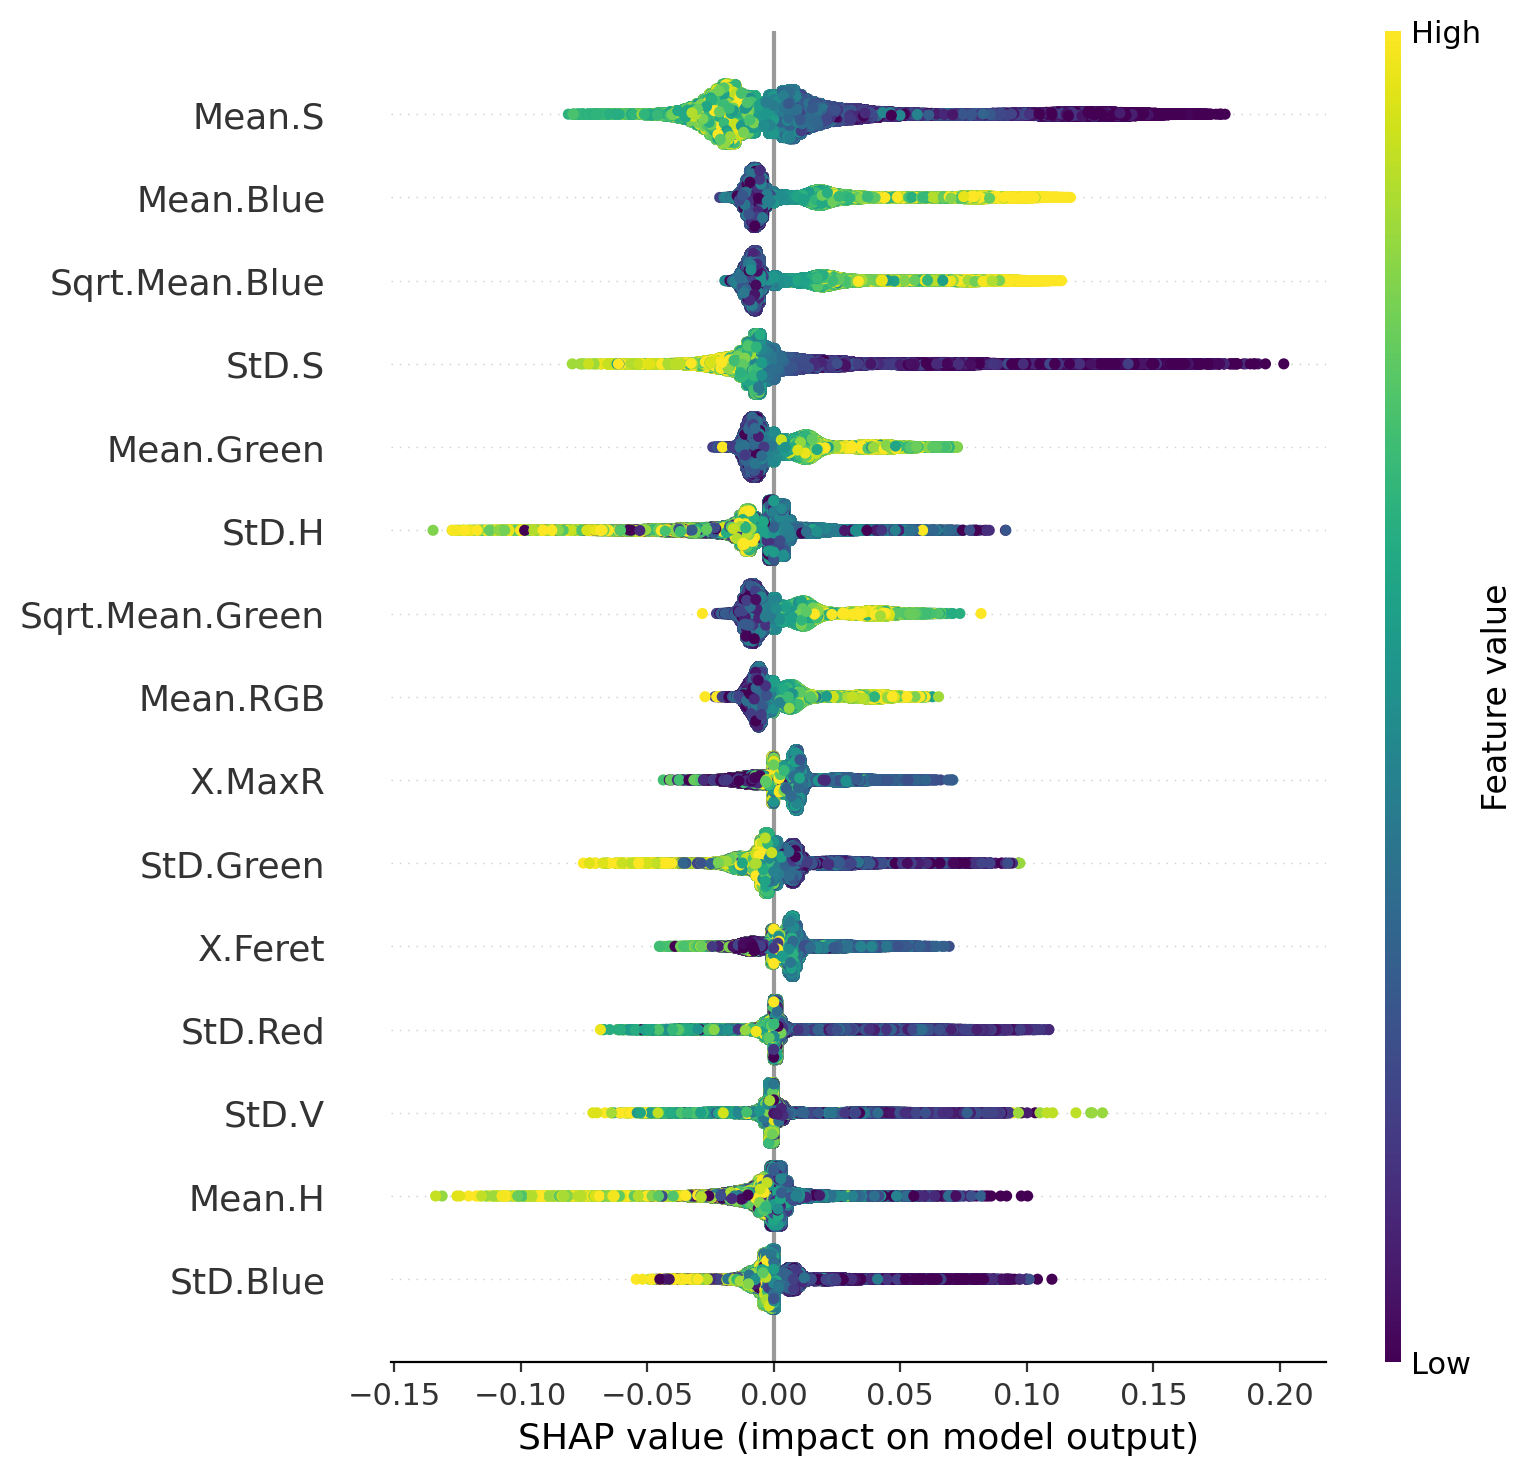 High
Mean.S
Mean.Blue
Sqrt.Mean.Blue
StD.S
Mean.Green
StD.H
Sqrt.Mean.Green
Mean.RGB
X.MaxR
StD.Green
X.Feret
StD.Red
StD.V
Mean.H
StD.Blue
Feature value
Low
−0.15 −0.10 −0.05 0.00 0.05 0.10 0.15 0.20
SHAP value (impact on model output)